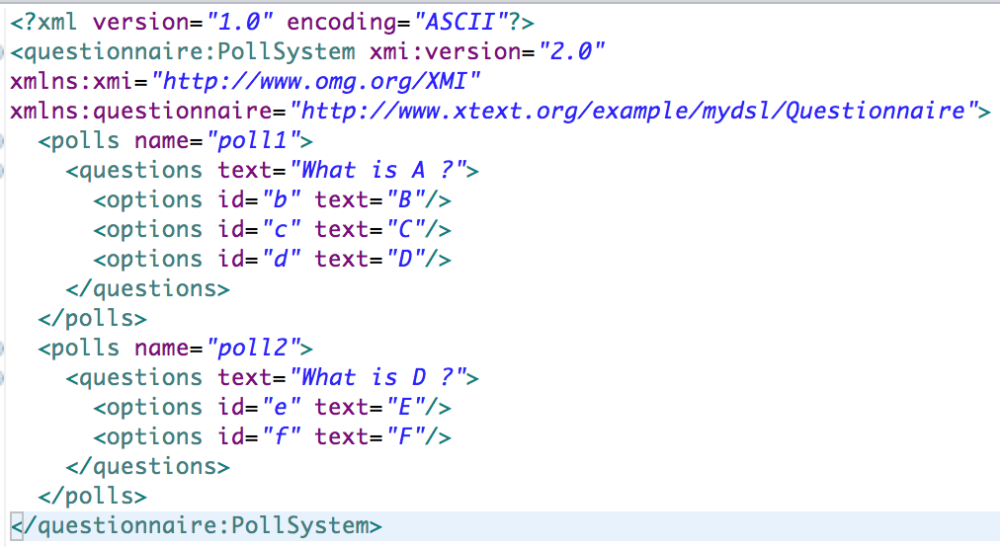 <?xml version="1.0" encoding="ASCII"?>
<questionnaire:PollSystem xmi:version="2.0"
xmlns:xmi="http://www.omg.org/XMI"
xmlns:questionnaire="http://www.xtext.org/example/mydsl/Questionnaire">
  <polls name="poll1">
    <questions text="What is A ?">
      <options id="b" text="B"/>
      <options id="c" text="C"/>
      <options id="d" text="D"/>
    </questions>
  </polls>
  <polls name="poll2">
    <questions text="What is D ?">
      <options id="e" text="E"/>
      <options id="f" text="F"/>
    </questions>
  </polls>
</questionnaire:PollSystem>